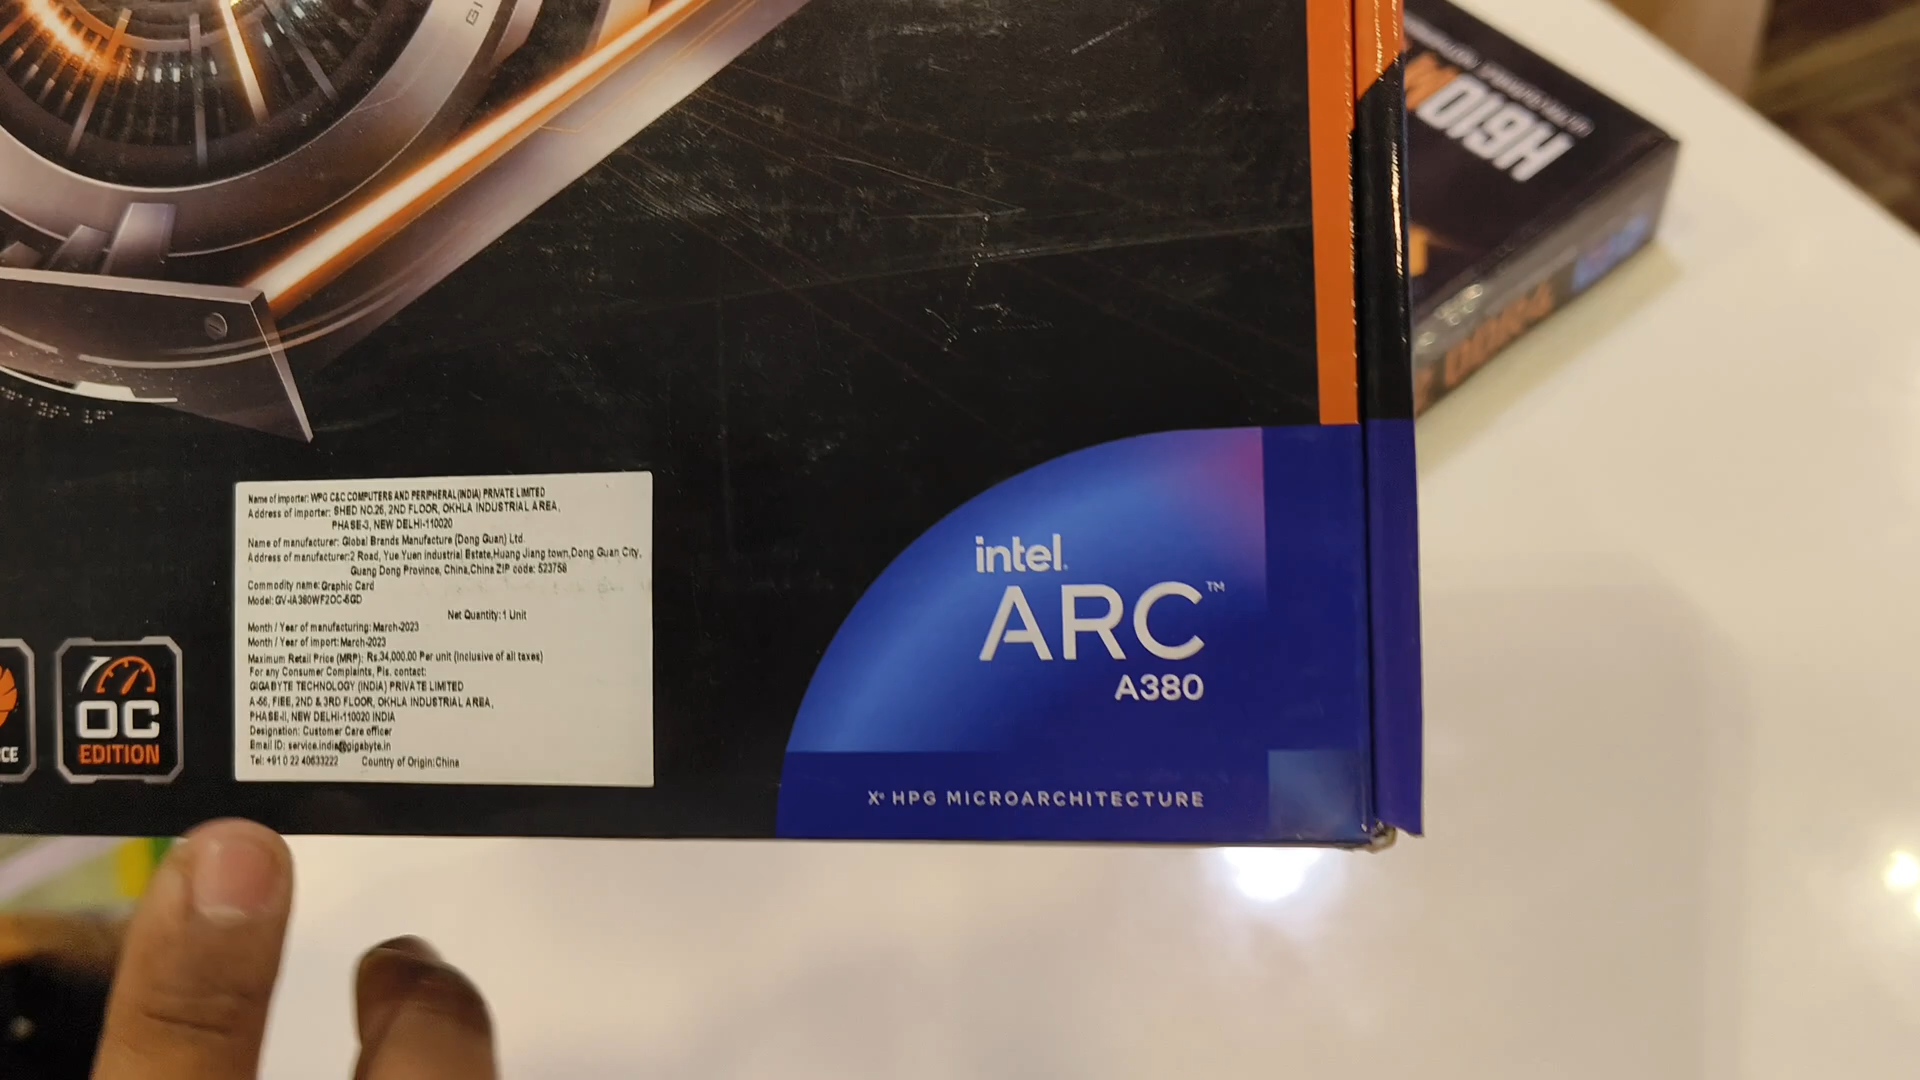 H610M
DDR4
Name of importer: WPG C&C COMPUTERS AND PERIPHERAL(INDIA) PRIVATE LIMITED
Address of importer: SHED NO.26, 2ND FLOOR, OKHLA INDUSTRIAL AREA,
PHASE-3, NEW DELHI-110020
Name of manufacturer: Global Brands Manufacture (Dong Guan) Ltd.
Address of manufacturer:2 Road, Yue Yuen industrial Estate,Huang Jiang town,Dong Guan City,
Guang Dong Province, China,China ZIP code: 523758
Commodity name: Graphic Card
Model: GV-IA380WF2OC-6GD
Net Quantity: 1 Unit
Month / Year of manufacturing: March-2023
Month / Year of import: March-2023
Maximum Retail Price (MRP): Rs.34,000.00 Per unit (inclusive of all taxes)
For any Consumer Complaints, Pls. contact:
GIGABYTE TECHNOLOGY (INDIA) PRIVATE LIMITED
A-56, FIEE, 2ND & 3RD FLOOR, OKHLA INDUSTRIAL AREA,
PHASE-II, NEW DELHI-110020 INDIA
Designation: Customer Care officer
Email ID: service.india@gigabyte.in
Tel: +91 0 22 40633222 Country of Origin:China
OC
EDITION
intel.
ARC™
A380
Xe HPG MICROARCHITECTURE